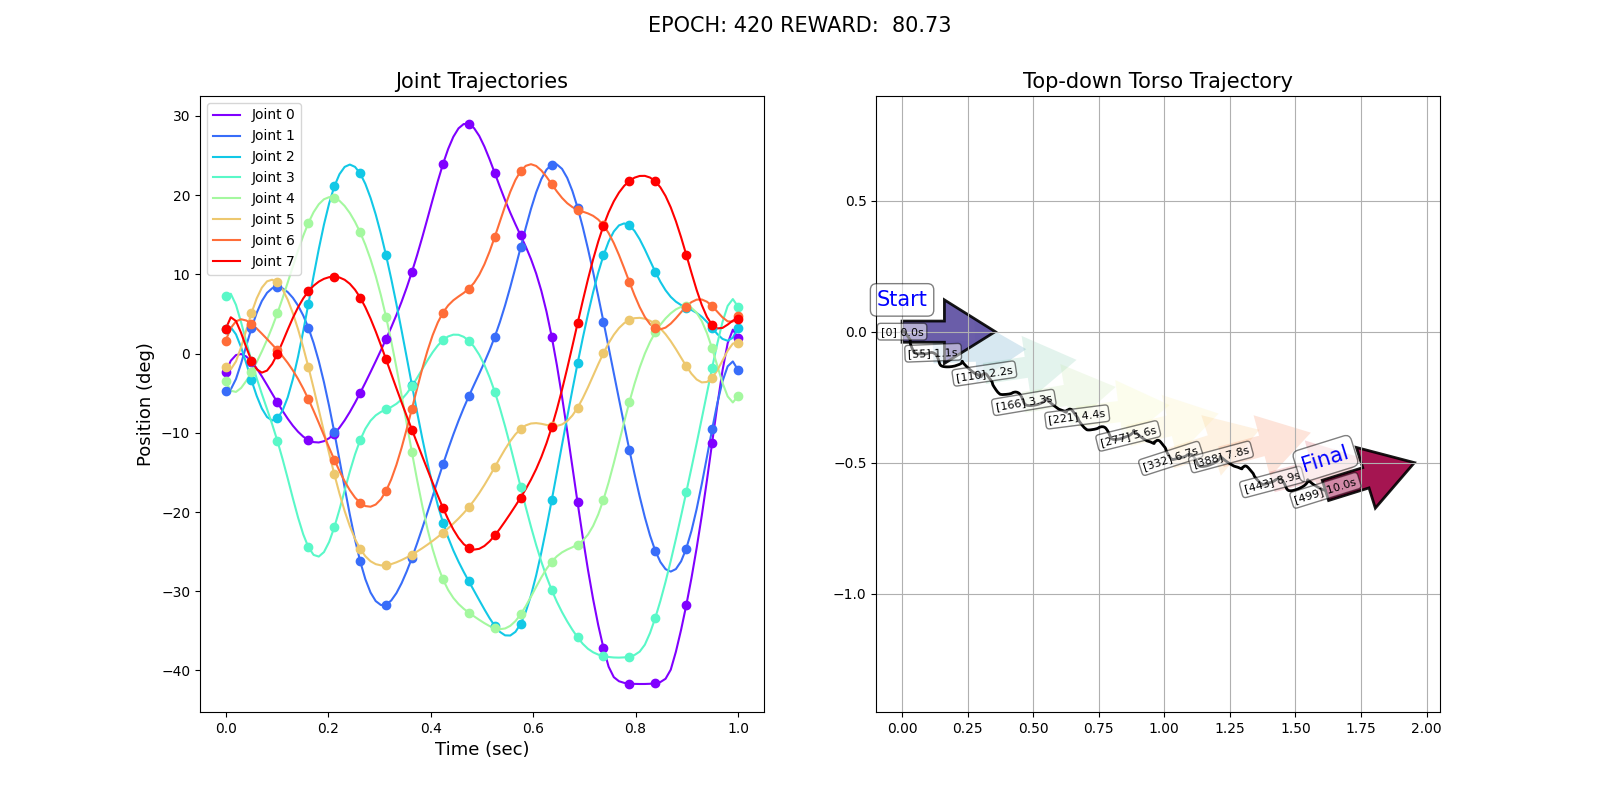 EPOCH: 420 REWARD:  80.73
Joint Trajectories
30
20
10
0
−10
−20
−30
−40
Position (deg)
Joint 0
Joint 1
Joint 2
Joint 3
Joint 4
Joint 5
Joint 6
Joint 7
0.0
0.2
0.4
0.6
0.8
1.0
Time (sec)
Top-down Torso Trajectory
0.5
0.0
−0.5
−1.0
Start
[0] 0.0s
[55] 1.1s
[110] 2.2s
[166] 3.3s
[221] 4.4s
[277] 5.6s
[332] 6.7s
[388] 7.8s
[443] 8.9s
[499] 10.0s
Final
0.00
0.25
0.50
0.75
1.00
1.25
1.50
1.75
2.00